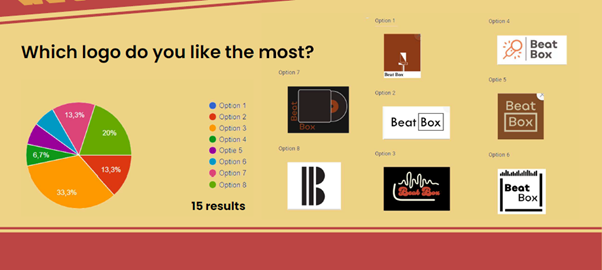 Which logo do you like the most?
13,3%
20%
6,7%
13,3%
33,3%
Option 1
Option 2
Option 3
Option 4
Optie 5
Option 6
Option 7
Option 8
15 results
Option 1
Beat Box
Option 4
Beat
Box
Option 7
Beat
Box
Option 2
Beat Box
Optie 5
BEAT
BOX
Option 8
B
Option 3
Beat Box
Option 6
Beat
Box